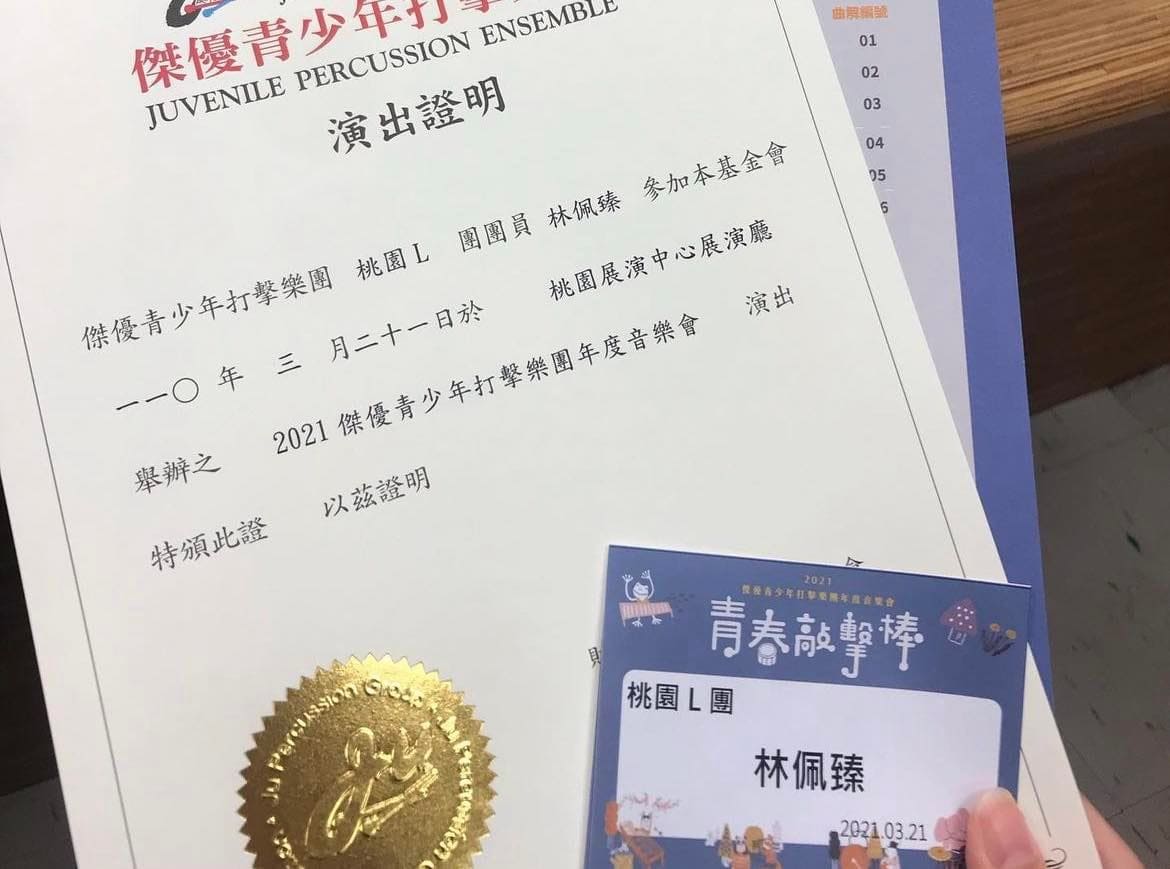 傑優青少年打擊
JUVENILE PERCUSSION ENSEMBLE
演出證明
傑優青少年打擊樂團 桃園L 團團員 林佩臻 參加本基金會
一一〇 年 三 月二十一日於 桃園展演中心展演廳
舉辦之 2021 傑優青少年打擊樂團年度音樂會 演出
特頒此證 以茲證明
Ju Percussion Group
曲解編號
01
02
03
04
05
6
2021
傑優青少年打擊樂團年度音樂會
青春敲擊棒
桃園 L 團
林佩臻
2021.03.21